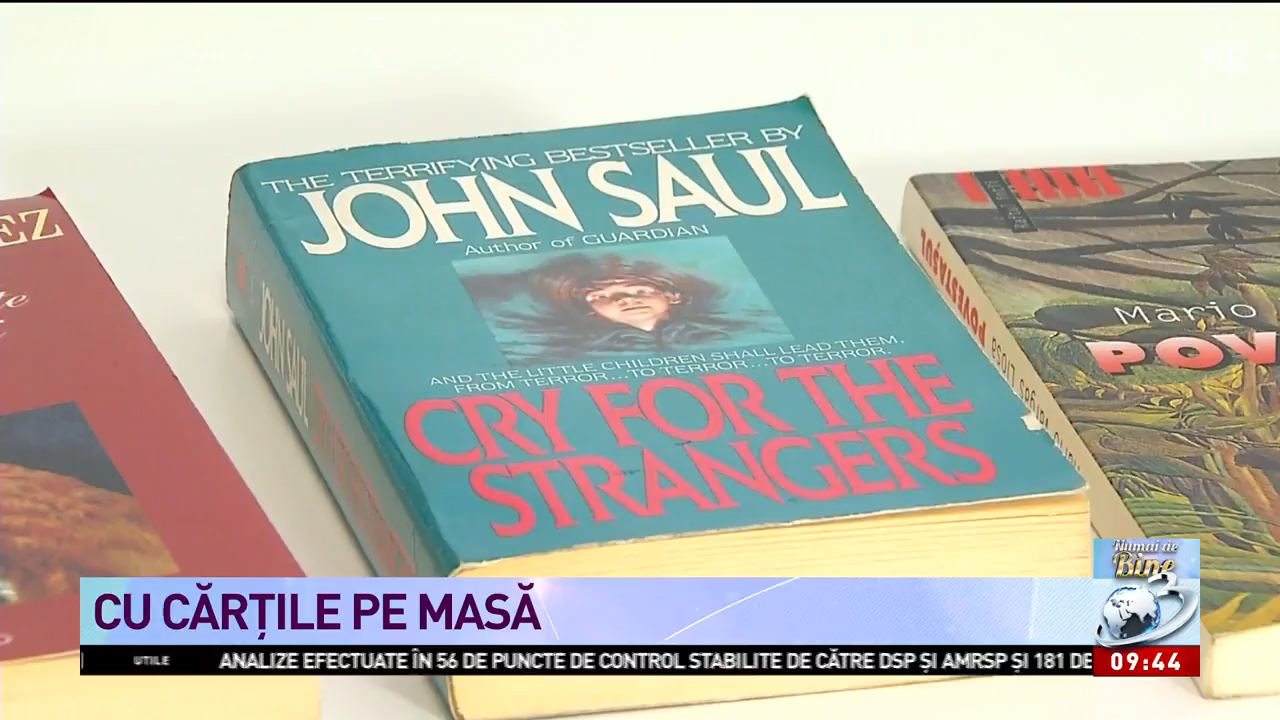 THE TERRIFYING BESTSELLER BY
JOHN SAUL
Author of GUARDIAN
AND THE LITTLE CHILDREN SHALL LEAD THEM.
FROM TERROR...TO TERROR...TO TERROR.
CRY FOR THE
STRANGERS
JOHN SAUL
EZ
POVESTAȘUL
Vargas Llosa
Mario
POV
Numai de
Bine
3
CU CĂRȚILE PE MASĂ
UTILE
ANALIZE EFECTUATE ÎN 56 DE PUNCTE DE CONTROL STABILITE DE CĂTRE DSP ȘI AMRSP ȘI 181 DE
09:44